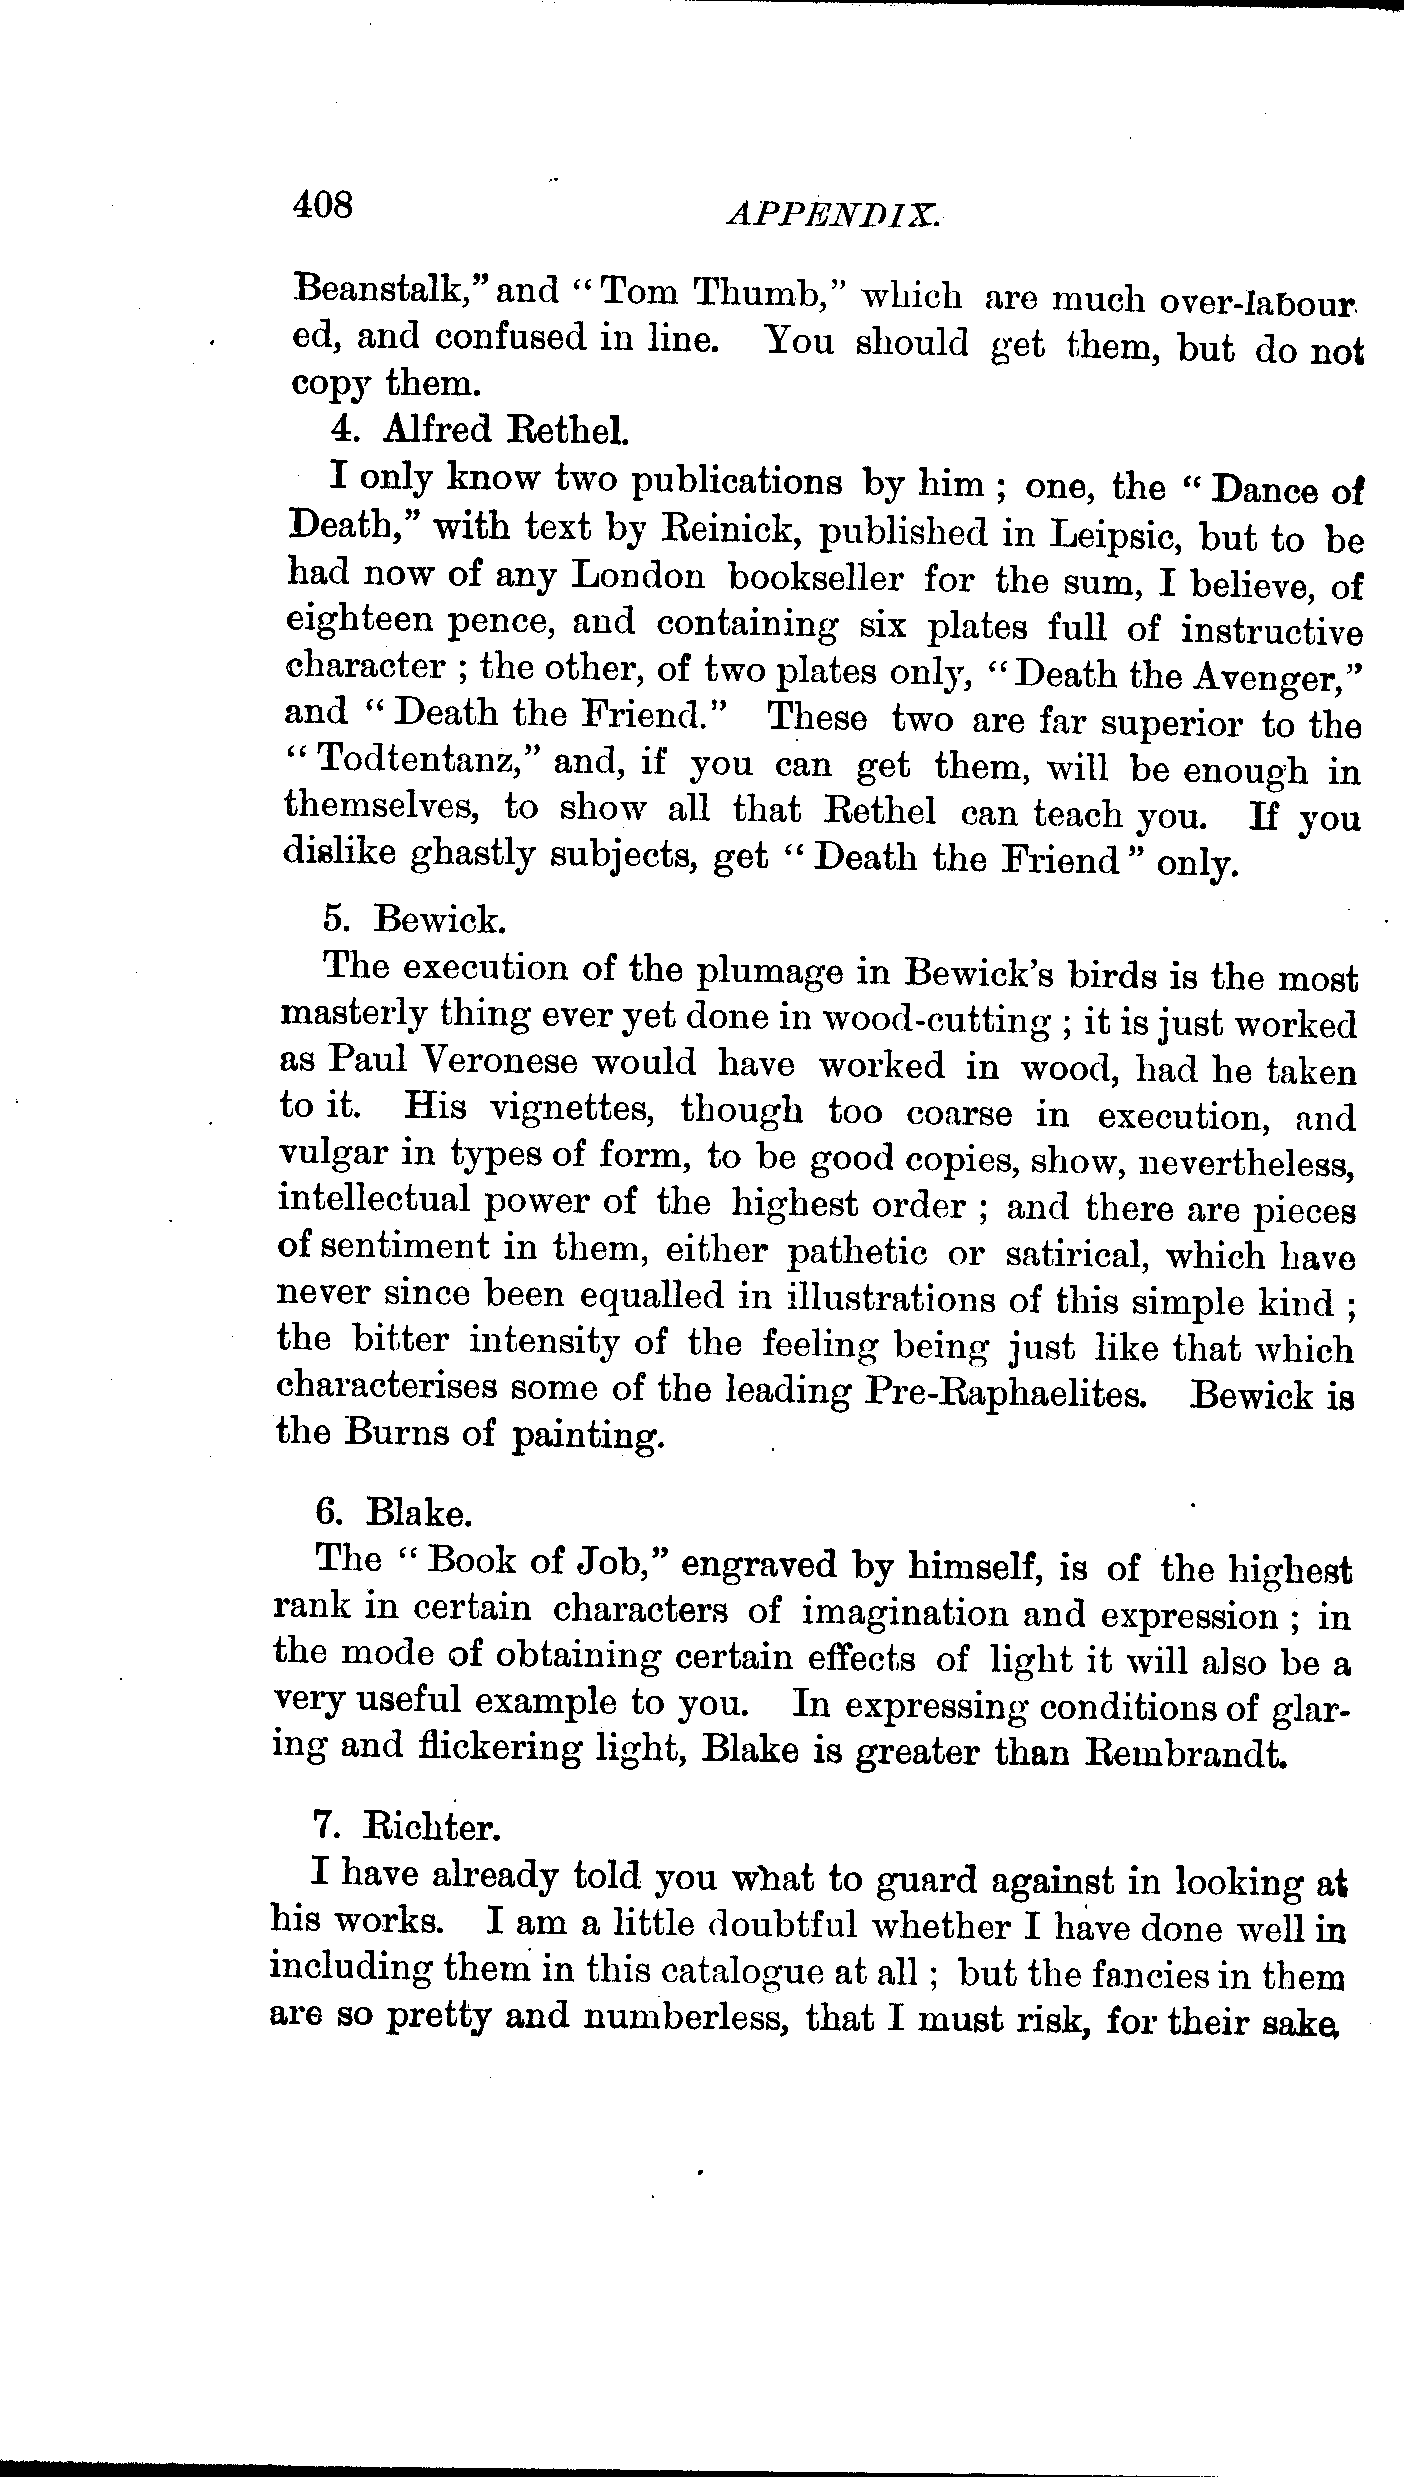 408
APPENDIX.
Beanstalk," and "Tom Thumb," which are much over-labour
ed, and confused in line. You should get them, but do not
copy them.
4. Alfred Rethel.
I only know two publications by him ; one, the " Dance of
Death," with text by Reinick, published in Leipsic, but to be
had now of any London bookseller for the sum, I believe, of
eighteen pence, and containing six plates full of instructive
character ; the other, of two plates only, "Death the Avenger,"
and " Death the Friend." These two are far superior to the
"Todtentanz," and, if you can get them, will be enough in
themselves, to show all that Rethel can teach you. If you
dislike ghastly subjects, get " Death the Friend " only.
5. Bewick.
The execution of the plumage in Bewick's birds is the most
masterly thing ever yet done in wood-cutting ; it is just worked
as Paul Veronese would have worked in wood, had he taken
to it. His vignettes, though too coarse in execution, and
vulgar in types of form, to be good copies, show, nevertheless,
intellectual power of the highest order ; and there are pieces
of sentiment in them, either pathetic or satirical, which have
never since been equalled in illustrations of this simple kind ;
the bitter intensity of the feeling being just like that which
characterises some of the leading Pre-Raphaelites. Bewick is
the Burns of painting.
6. Blake.
The " Book of Job," engraved by himself, is of the highest
rank in certain characters of imagination and expression ; in
the mode of obtaining certain effects of light it will also be a
very useful example to you. In expressing conditions of glar-
ing and flickering light, Blake is greater than Rembrandt.
7. Richter.
I have already told you what to guard against in looking at
his works. I am a little doubtful whether I have done well in
including them in this catalogue at all ; but the fancies in them
are so pretty and numberless, that I must risk, for their sake,